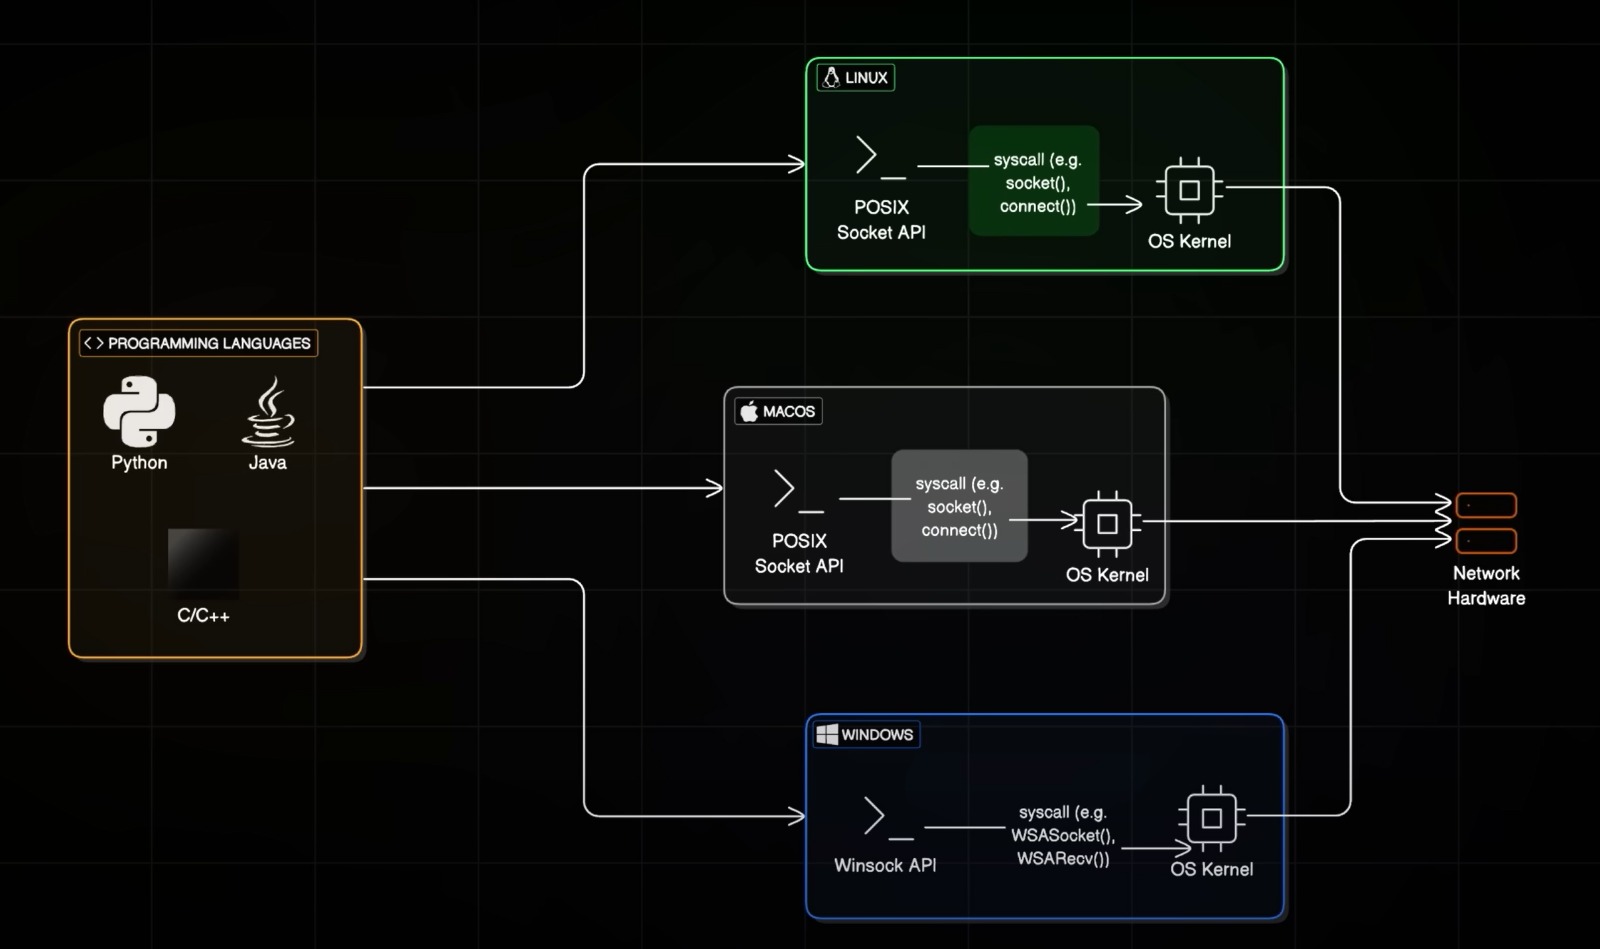 LINUX
POSIX
Socket API
syscall (e.g.
socket(),
connect())
OS Kernel
PROGRAMMING LANGUAGES
Python
Java
C/C++
MACOS
POSIX
Socket API
syscall (e.g.
socket(),
connect())
OS Kernel
Network
Hardware
WINDOWS
Winsock API
syscall (e.g.
WSASocket(),
WSARecv())
OS Kernel